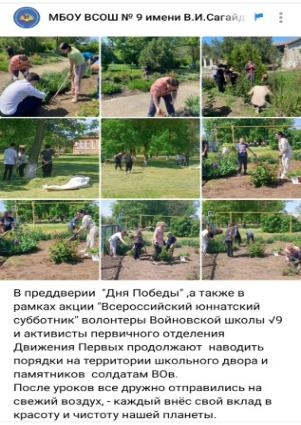 МБОУ ВСОШ № 9 имени В.И.Сагайд
В преддверии "Дня Победы" ,а также в
рамках акции "Всероссийский юннатский
субботник" волонтеры Войновской школы √9
и активисты первичного отделения
Движения Первых продолжают наводить
порядки на территории школьного двора и
памятников солдатам ВОв.
После уроков все дружно отправились на
свежий воздух, - каждый внёс свой вклад в
красоту и чистоту нашей планеты.